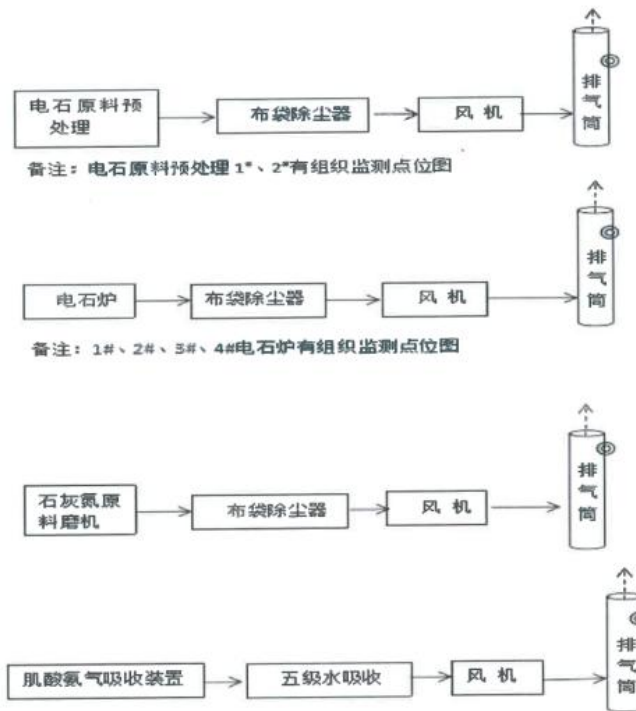 电石原料预
处理
布袋除尘器
风 机
排
气
筒
备注：电石原料预处理 1#、2#有组织监测点位图
电石炉
布袋除尘器
风 机
排
气
筒
备注：1#、2#、3#、4#电石炉有组织监测点位图
石灰氮原
料磨机
布袋除尘器
风 机
排
气
筒
肌酸氨气吸收装置
五级水吸收
风 机
排
气
筒